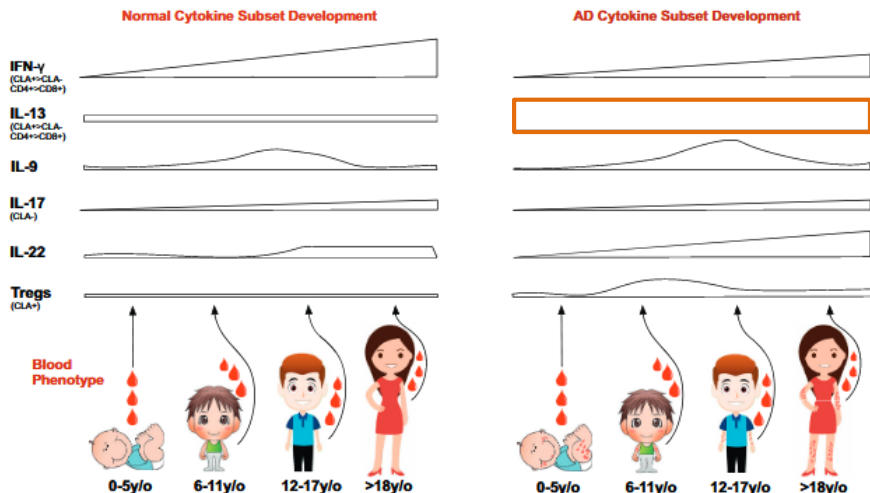 Normal Cytokine Subset Development
AD Cytokine Subset Development
IFN-γ
(CLA+>CLA-
CD4+>CD8+)
IL-13
(CLA+>CLA-
CD4+>CD8+)
IL-9
IL-17
(CLA-)
IL-22
Tregs
(CLA+)
Blood
Phenotype
0-5y/o 6-11y/o 12-17y/o >18y/o 0-5y/o 6-11y/o 12-17y/o >18y/o